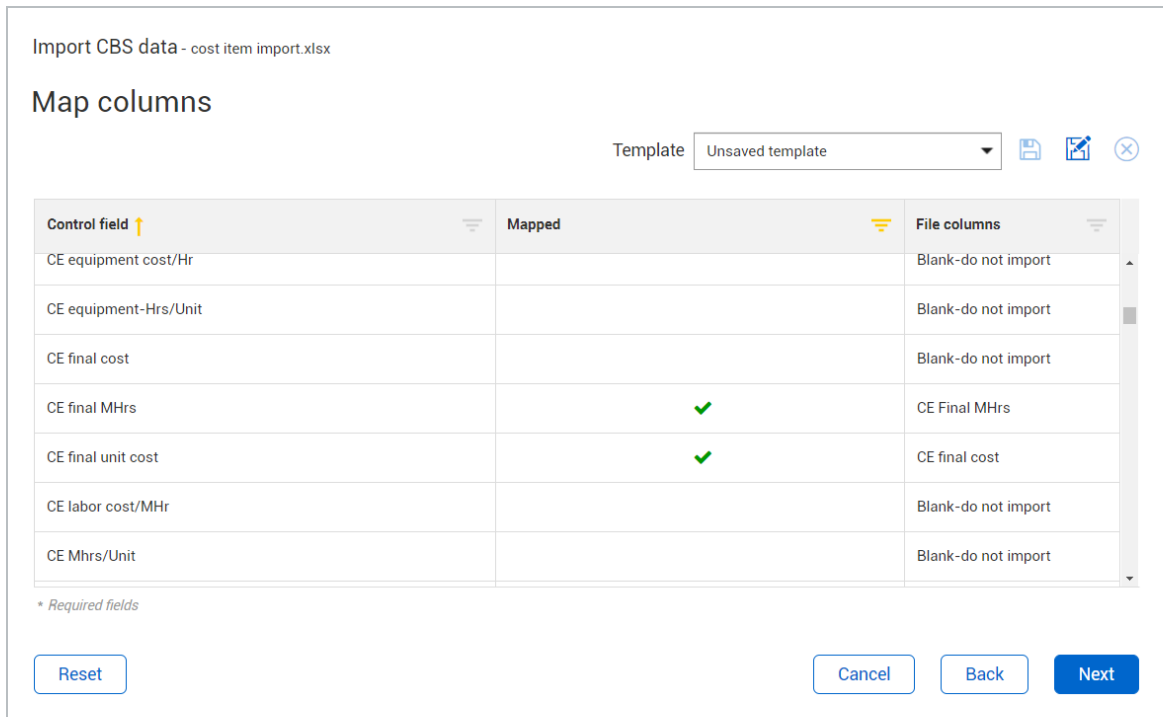 Import CBS data - cost item import.xlsx
Map columns
Template Unsaved template
Control field Mapped File columns
CE equipment cost/Hr Blank-do not import
CE equipment-Hrs/Unit Blank-do not import
CE final cost Blank-do not import
CE final MHrs CE Final MHrs
CE final unit cost CE final cost
CE labor cost/MHr Blank-do not import
CE Mhrs/Unit Blank-do not import
* Required fields
Reset Cancel Back Next